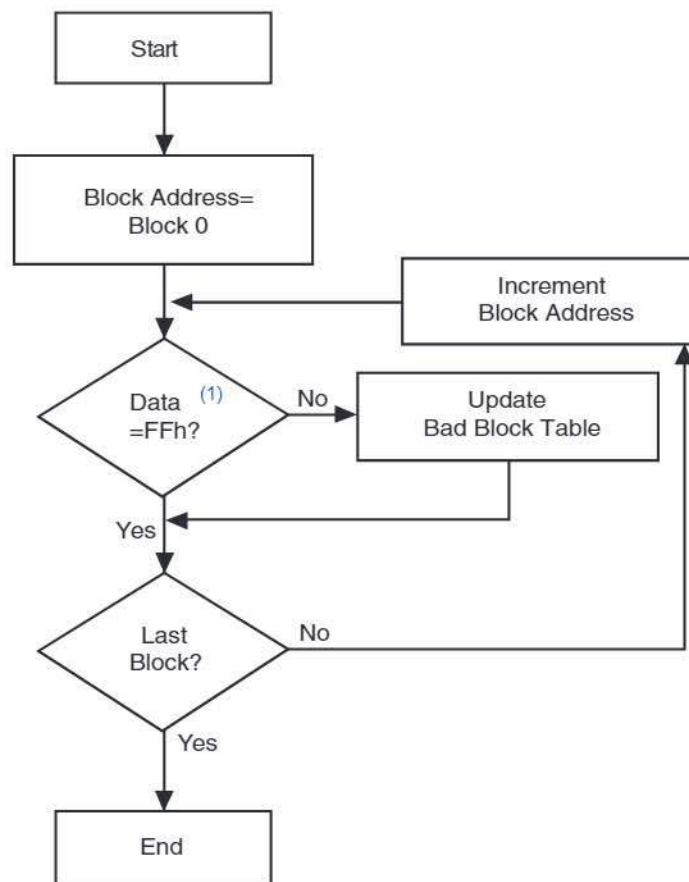 Start
Block Address=
Block 0
Increment
Block Address
Data (1)
=FFh?
No
Update
Bad Block Table
Yes
Last
Block?
No
Yes
End